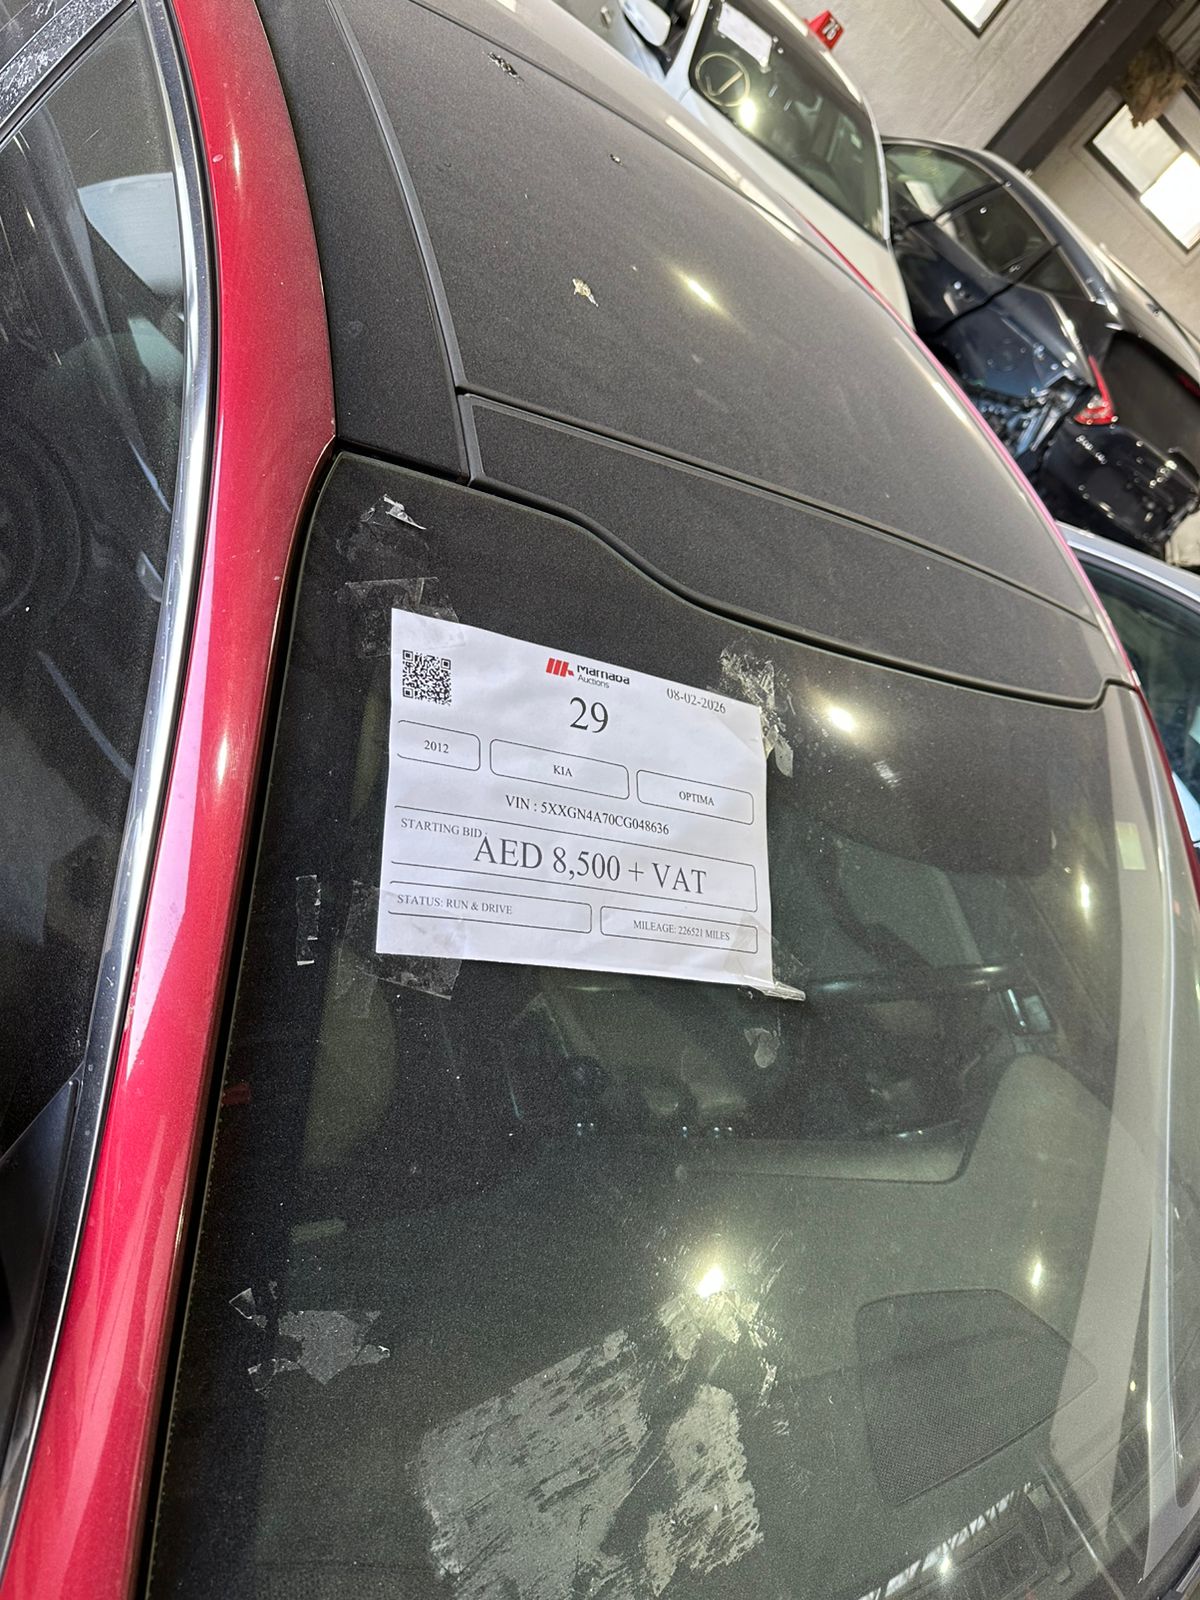 Marhaba
Auctions
08-02-2026
29
2012
KIA
OPTIMA
VIN : 5XXGN4A70CG048636
STARTING BID :
AED 8,500 + VAT
STATUS: RUN & DRIVE
MILEAGE: 226521 MILES